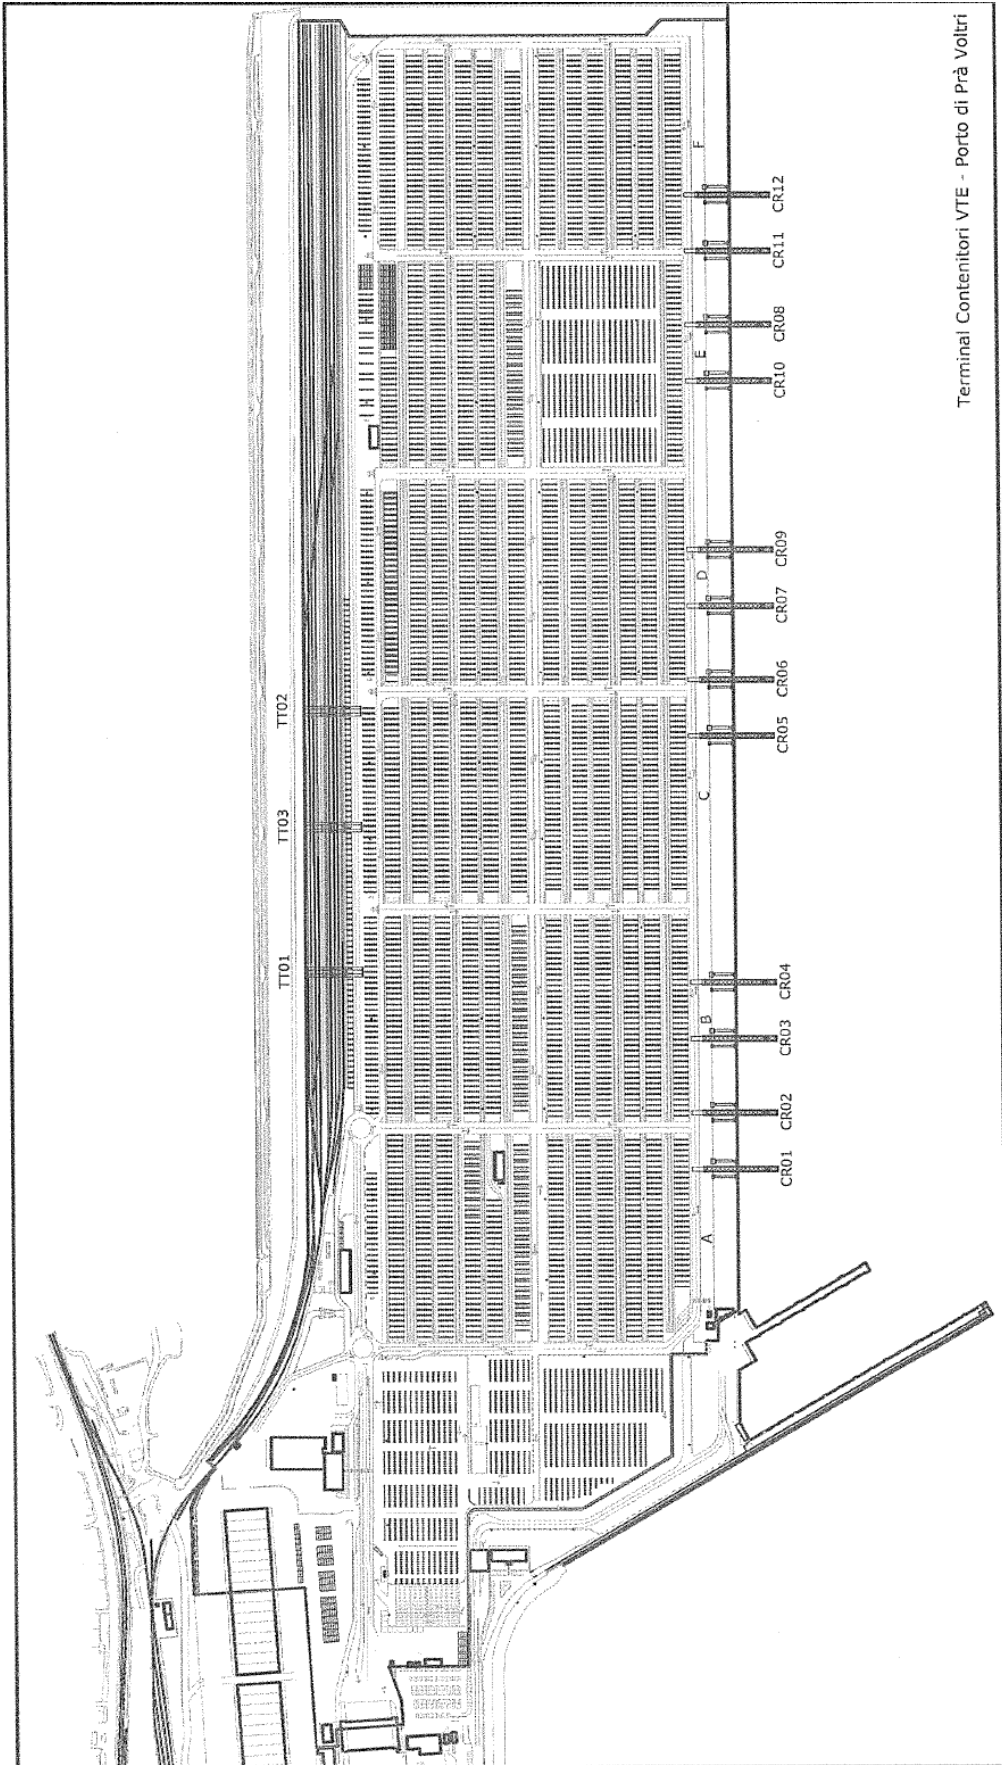 Terminal Contenitori VTE - Porto di Prà Voltri
F
CR12
CR11
CR08
E
CR10
CR09
D
CR07
CR06
TT02
CR05
C
TT03
TT01
CR04
B
CR03
CR02
CR01
A